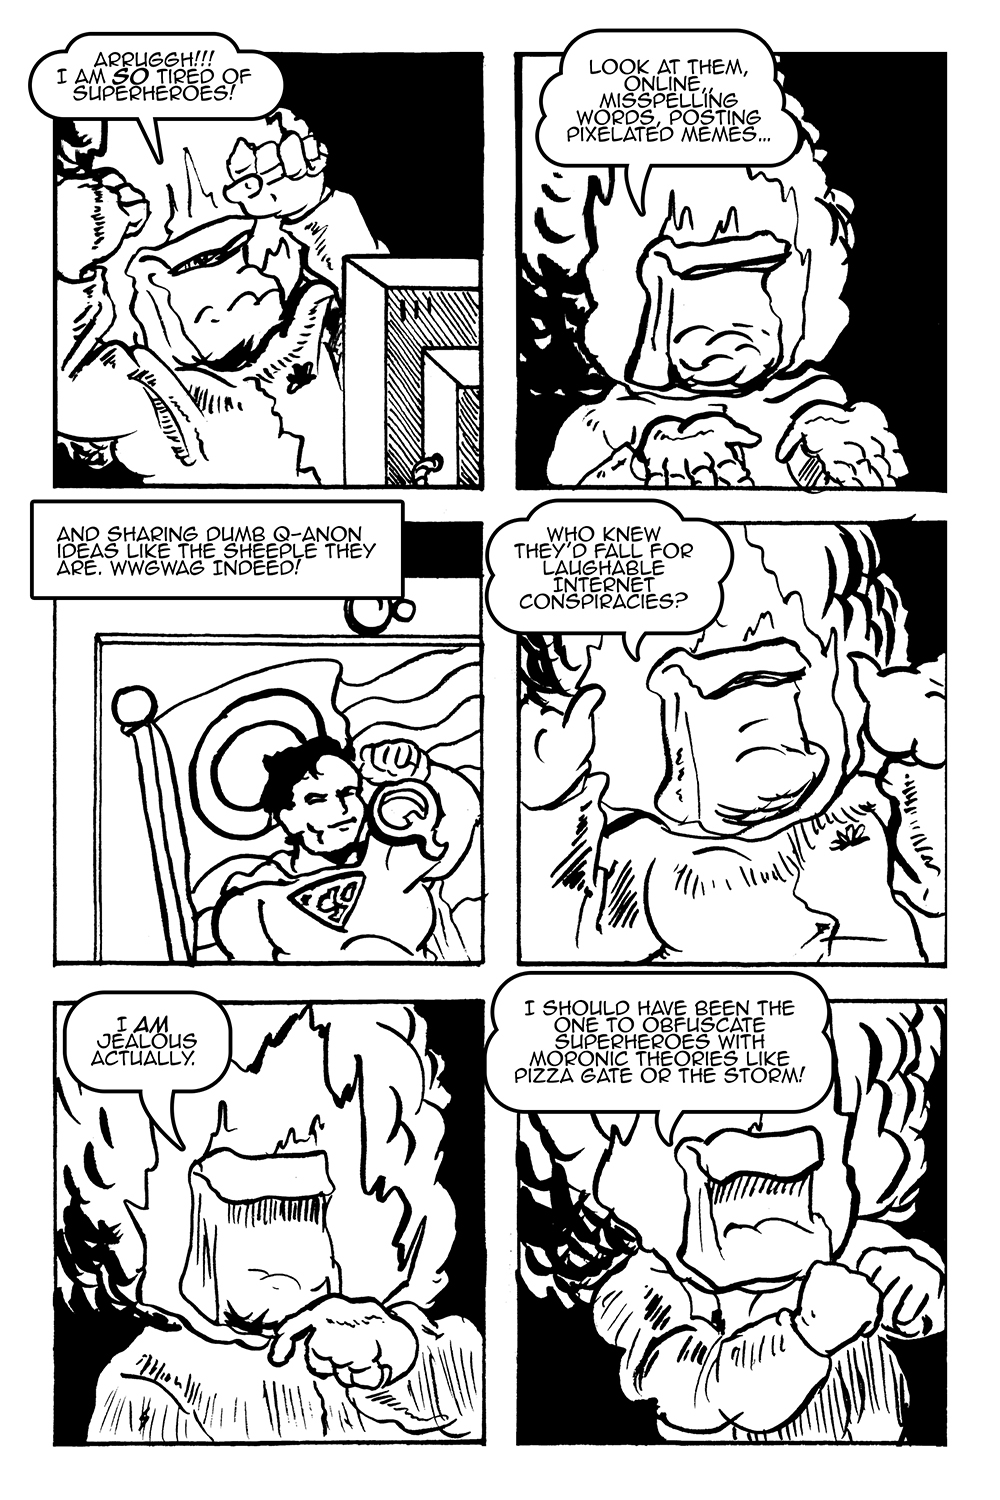 ARRUGGH!!!
I AM SO TIRED OF
SUPERHEROES!
LOOK AT THEM,
ONLINE,
MISSPELLING
WORDS, POSTING
PIXELATED MEMES...
AND SHARING DUMB Q-ANON
IDEAS LIKE THE SHEEPLE THEY
ARE. WWGWAG INDEED!
WHO KNEW
THEY'D FALL FOR
LAUGHABLE
INTERNET
CONSPIRACIES?
I AM
JEALOUS
ACTUALLY.
I SHOULD HAVE BEEN THE
ONE TO OBFUSCATE
SUPERHEROES WITH
MORONIC THEORIES LIKE
PIZZA GATE OR THE STORM!